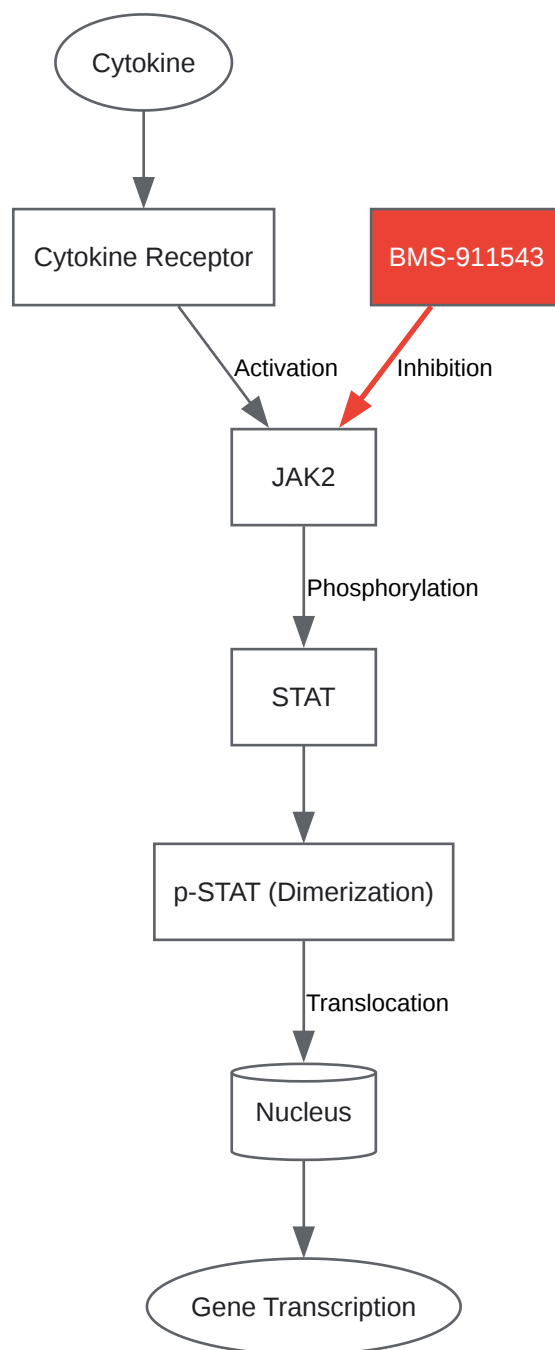 Cytokine
Cytokine Receptor
BMS-911543
Activation
Inhibition
JAK2
Phosphorylation
STAT
p-STAT (Dimerization)
Translocation
Nucleus
Gene Transcription